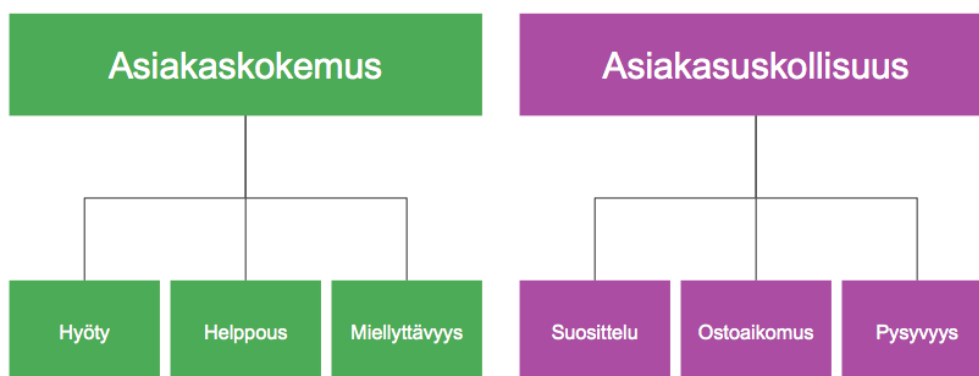 Asiakaskokemus
Asiakasuskollisuus
Hyöty
Helppous
Miellyttävyys
Suosittelu
Ostoaikomus
Pysyvyys